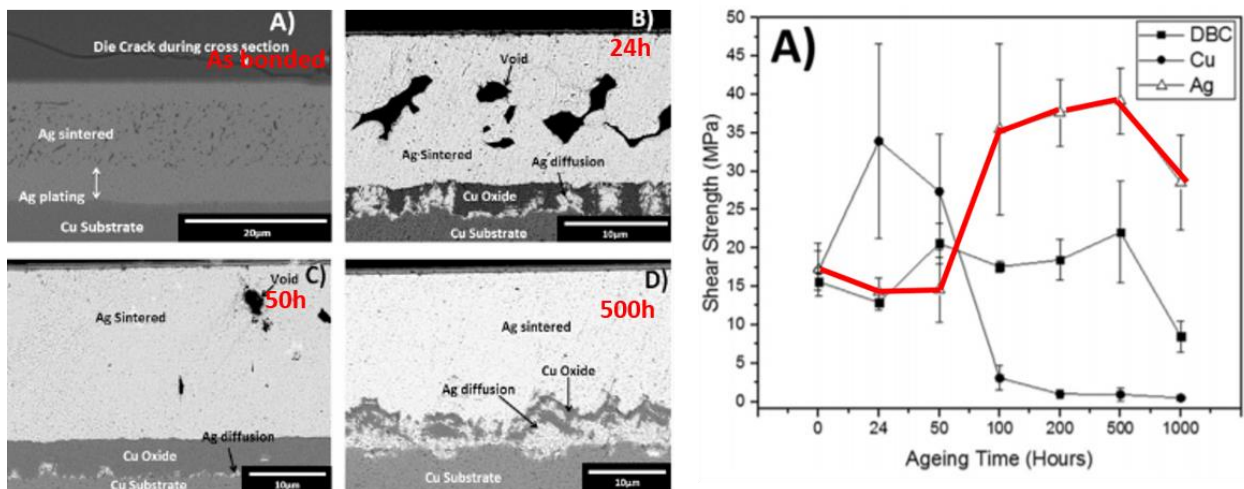 A)
Die Crack during cross section
As bonded
Ag sintered
Ag plating
Cu Substrate
20μm
B)
24h
Void
Ag Sintered
Ag diffusion
Cu Oxide
Cu Substrate
10μm
C)
Void
50h
Ag Sintered
Ag diffusion
Cu Oxide
Cu Substrate
10μm
D)
500h
Ag sintered
Cu Oxide
Ag diffusion
Cu Substrate
10μm
A)
DBC
Cu
Ag
Shear Strength (MPa)
50
45
40
35
30
25
20
15
10
5
0
0 24 50 100 200 500 1000
Ageing Time (Hours)